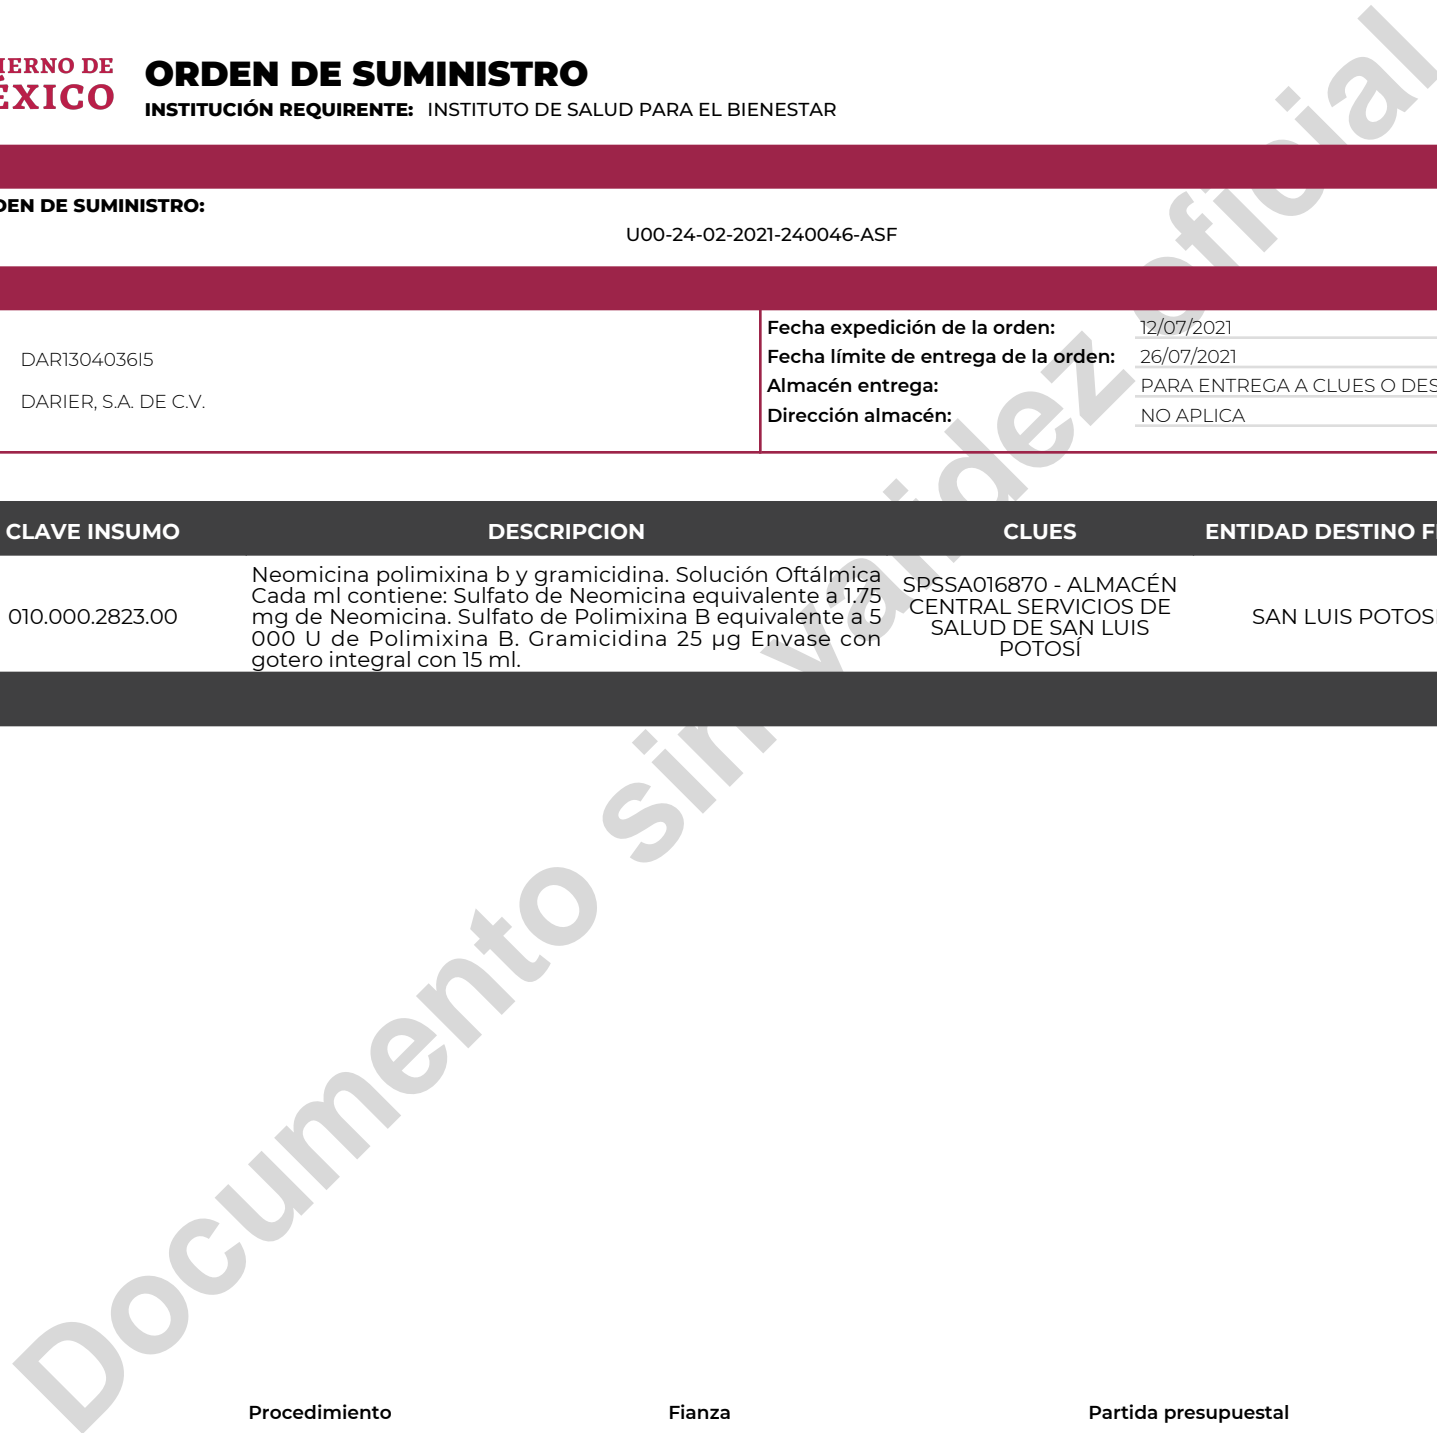 IERNO DE
ÉXICO
ORDEN DE SUMINISTRO
INSTITUCIÓN REQUIRENTE: INSTITUTO DE SALUD PARA EL BIENESTAR
DEN DE SUMINISTRO:
U00-24-02-2021-240046-ASF
DAR1304036I5
DARIER, S.A. DE C.V.
Fecha expedición de la orden: 12/07/2021
Fecha límite de entrega de la orden: 26/07/2021
Almacén entrega: PARA ENTREGA A CLUES O DES
Dirección almacén: NO APLICA
CLAVE INSUMO DESCRIPCION CLUES ENTIDAD DESTINO F
010.000.2823.00
Neomicina polimixina b y gramicidina. Solución Oftálmica
Cada ml contiene: Sulfato de Neomicina equivalente a 1.75
mg de Neomicina. Sulfato de Polimixina B equivalente a 5
000 U de Polimixina B. Gramicidina 25 µg Envase con
gotero integral con 15 ml.
SPSSA016870 - ALMACÉN
CENTRAL SERVICIOS DE
SALUD DE SAN LUIS
POTOSÍ
SAN LUIS POTOSI
Documento sin validez oficial
Procedimiento Fianza Partida presupuestal